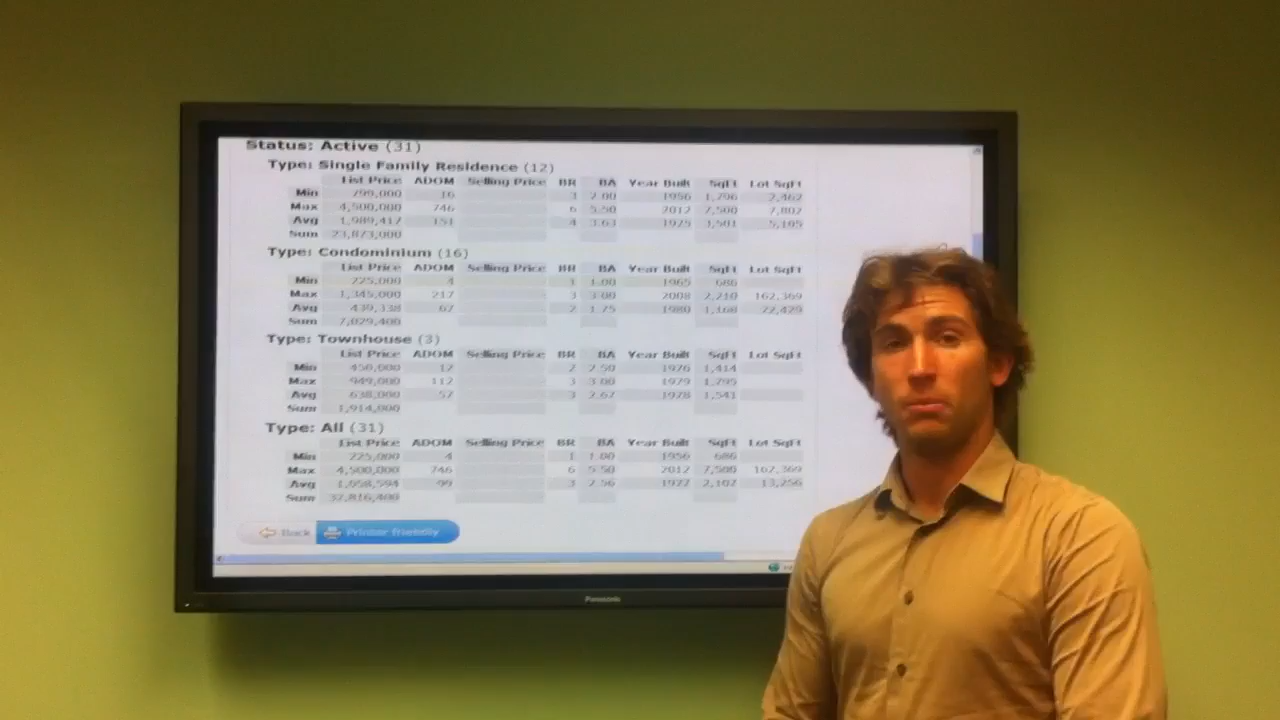 Status: Active (31)
Type: Single Family Residence (12)
List Price ADOM Selling Price BR BA Year Built SqFt Lot SqFt
Min 799,000 16 3 2.00 1956 1,796 2,462
Max 4,500,000 746 6 5.50 2012 7,500 7,802
Avg 1,989,417 151 4 3.63 1925 5,105
Sum 23,873,000
Type: Condominium (16)
List Price ADOM Selling Price BR BA Year Built SqFt Lot SqFt
Min 225,000 4 1 1.00 1965 686
Max 1,345,000 217 3 3.00 2008 2,210 162,369
Avg 439,338 67 2 1.75 1980 1,168 22,429
Sum 7,029,400
Type: Townhouse (3)
List Price ADOM Selling Price BR BA Year Built SqFt Lot SqFt
Min 450,000 12 2 2.50 1976 1,414
Max 949,000 112 3 3.00 1979 1,795
Avg 638,000 57 3 2.67 1978 1,541
Sum 1,914,000
Type: All (31)
List Price ADOM Selling Price BR BA Year Built SqFt Lot SqFt
Min 225,000 4 1 1.00 1956 686
Max 4,500,000 746 6 5.50 2012 7,500 162,369
Avg 1,058,594 99 3 2.56 1922 2,102 13,256
Sum 32,816,400
Back Printer friendly
Panasonic